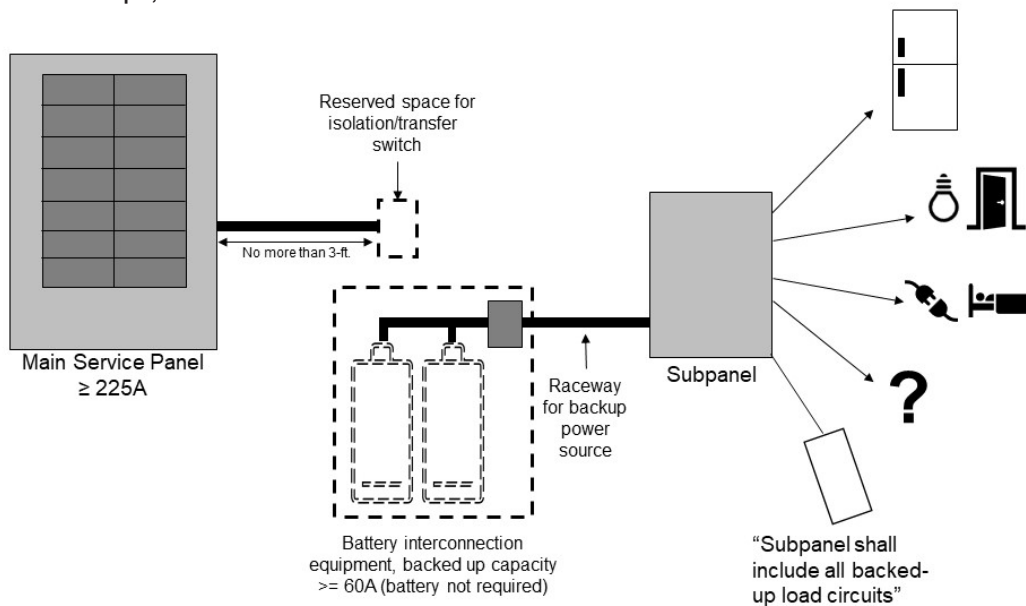 Reserved space for
isolation/transfer
switch
No more than 3-ft.
Main Service Panel
≥ 225A
Subpanel
Raceway
for backup
power
source
?
Battery interconnection
equipment, backed up capacity
>= 60A (battery not required)
“Subpanel shall
include all backed-
up load circuits”